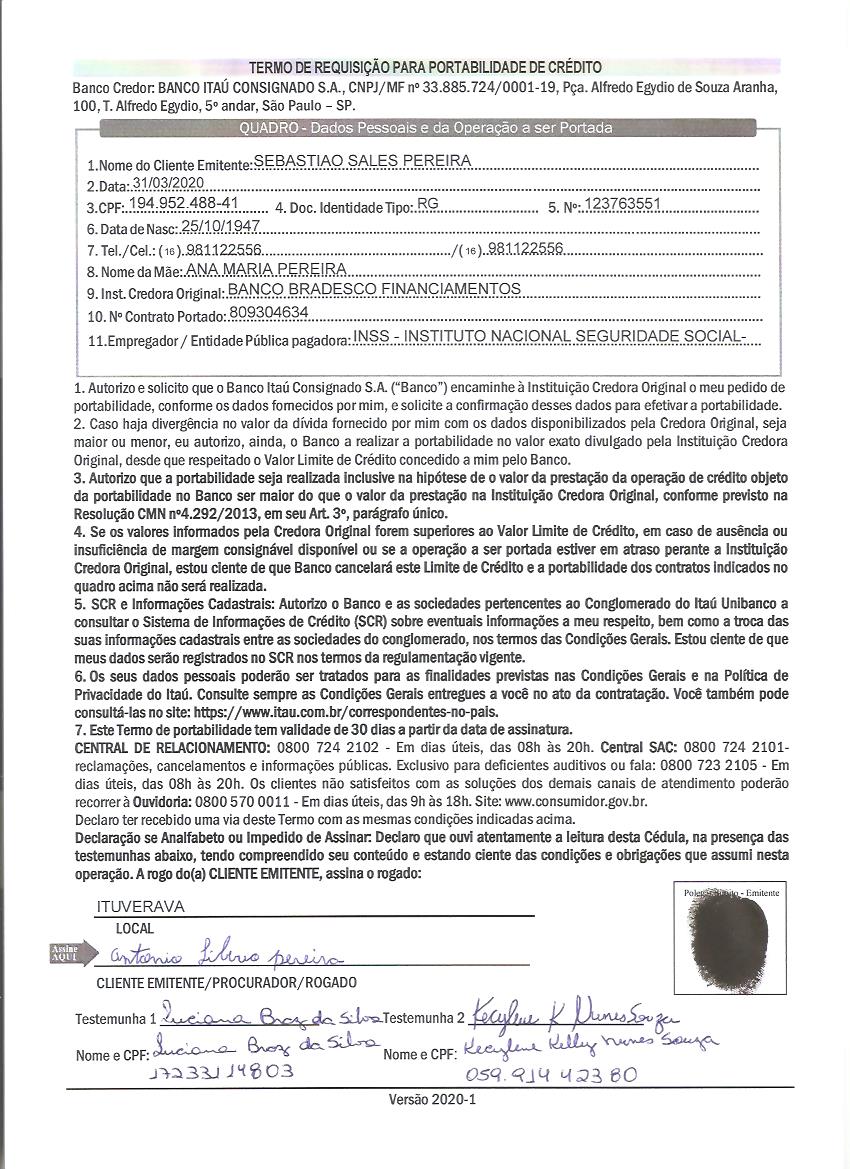 TERMO DE REQUISIÇÃO PARA PORTABILIDADE DE CRÉDITO
Banco Credor: BANCO ITAÚ CONSIGNADO S.A., CNPJ/MF nº 33.885.724/0001-19, Pça. Alfredo Egydio de Souza Aranha,
100, T. Alfredo Egydio, 5º andar, São Paulo – SP.
QUADRO - Dados Pessoais e da Operação a ser Portada
1.Nome do Cliente Emitente: SEBASTIAO SALES PEREIRA
2.Data: 31/03/2020
3.CPF: 194.952.488-41 4. Doc. Identidade Tipo: RG 5. Nº: 123763551
6. Data de Nasc: 25/10/1947
7. Tel./Cel.: (16) 981122556 /(16) 981122556
8. Nome da Mãe: ANA MARIA PEREIRA
9. Inst. Credora Original: BANCO BRADESCO FINANCIAMENTOS
10. Nº Contrato Portado: 809304634
11.Empregador / Entidade Pública pagadora: INSS - INSTITUTO NACIONAL SEGURIDADE SOCIAL-
1. Autorizo e solicito que o Banco Itaú Consignado S.A. (“Banco”) encaminhe à Instituição Credora Original o meu pedido de
portabilidade, conforme os dados fornecidos por mim, e solicite a confirmação desses dados para efetivar a portabilidade.
2. Caso haja divergência no valor da dívida fornecido por mim com os dados disponibilizados pela Credora Original, seja
maior ou menor, eu autorizo, ainda, o Banco a realizar a portabilidade no valor exato divulgado pela Instituição Credora
Original, desde que respeitado o Valor Limite de Crédito concedido a mim pelo Banco.
3. Autorizo que a portabilidade seja realizada inclusive na hipótese de o valor da prestação da operação de crédito objeto
da portabilidade no Banco ser maior do que o valor da prestação na Instituição Credora Original, conforme previsto na
Resolução CMN nº4.292/2013, em seu Art. 3º, parágrafo único.
4. Se os valores informados pela Credora Original forem superiores ao Valor Limite de Crédito, em caso de ausência ou
insuficiência de margem consignável disponível ou se a operação a ser portada estiver em atraso perante a Instituição
Credora Original, estou ciente de que Banco cancelará este Limite de Crédito e a portabilidade dos contratos indicados no
quadro acima não será realizada.
5. SCR e Informações Cadastrais: Autorizo o Banco e as sociedades pertencentes ao Conglomerado do Itaú Unibanco a
consultar o Sistema de Informações de Crédito (SCR) sobre eventuais informações a meu respeito, bem como a troca das
suas informações cadastrais entre as sociedades do conglomerado, nos termos das Condições Gerais. Estou ciente de que
meus dados serão registrados no SCR nos termos da regulamentação vigente.
6. Os seus dados pessoais poderão ser tratados para as finalidades previstas nas Condições Gerais e na Política de
Privacidade do Itaú. Consulte sempre as Condições Gerais entregues a você no ato da contratação. Você também pode
consultá-las no site: https://www.itau.com.br/correspondentes-no-pais.
7. Este Termo de portabilidade tem validade de 30 dias a partir da data de assinatura.
CENTRAL DE RELACIONAMENTO: 0800 724 2102 - Em dias úteis, das 08h às 20h. Central SAC: 0800 724 2101-
reclamações, cancelamentos e informações públicas. Exclusivo para deficientes auditivos ou fala: 0800 723 2105 - Em
dias úteis, das 08h às 20h. Os clientes não satisfeitos com as soluções dos demais canais de atendimento poderão
recorrer à Ouvidoria: 0800 570 0011 - Em dias úteis, das 9h às 18h. Site: www.consumidor.gov.br.
Declaro ter recebido uma via deste Termo com as mesmas condições indicadas acima.
Declaração se Analfabeto ou Impedido de Assinar: Declaro que ouvi atentamente a leitura desta Cédula, na presença das
testemunhas abaixo, tendo compreendido seu conteúdo e estando ciente das condições e obrigações que assumi nesta
operação. A rogo do(a) CLIENTE EMITENTE, assina o rogado:
Polegar Direito - Emitente
ITUVERAVA
LOCAL
Assine
AQUI
antonio Silvio pereira
CLIENTE EMITENTE/PROCURADOR/ROGADO
Testemunha 1 Luciana Braz da Silva Testemunha 2 Kecylene K Nunes Souza
Nome e CPF: Luciana Braz da Silva Nome e CPF: Kecylene Kelly Nunes Souza
17233114803 059.914 423 80
Versão 2020-1